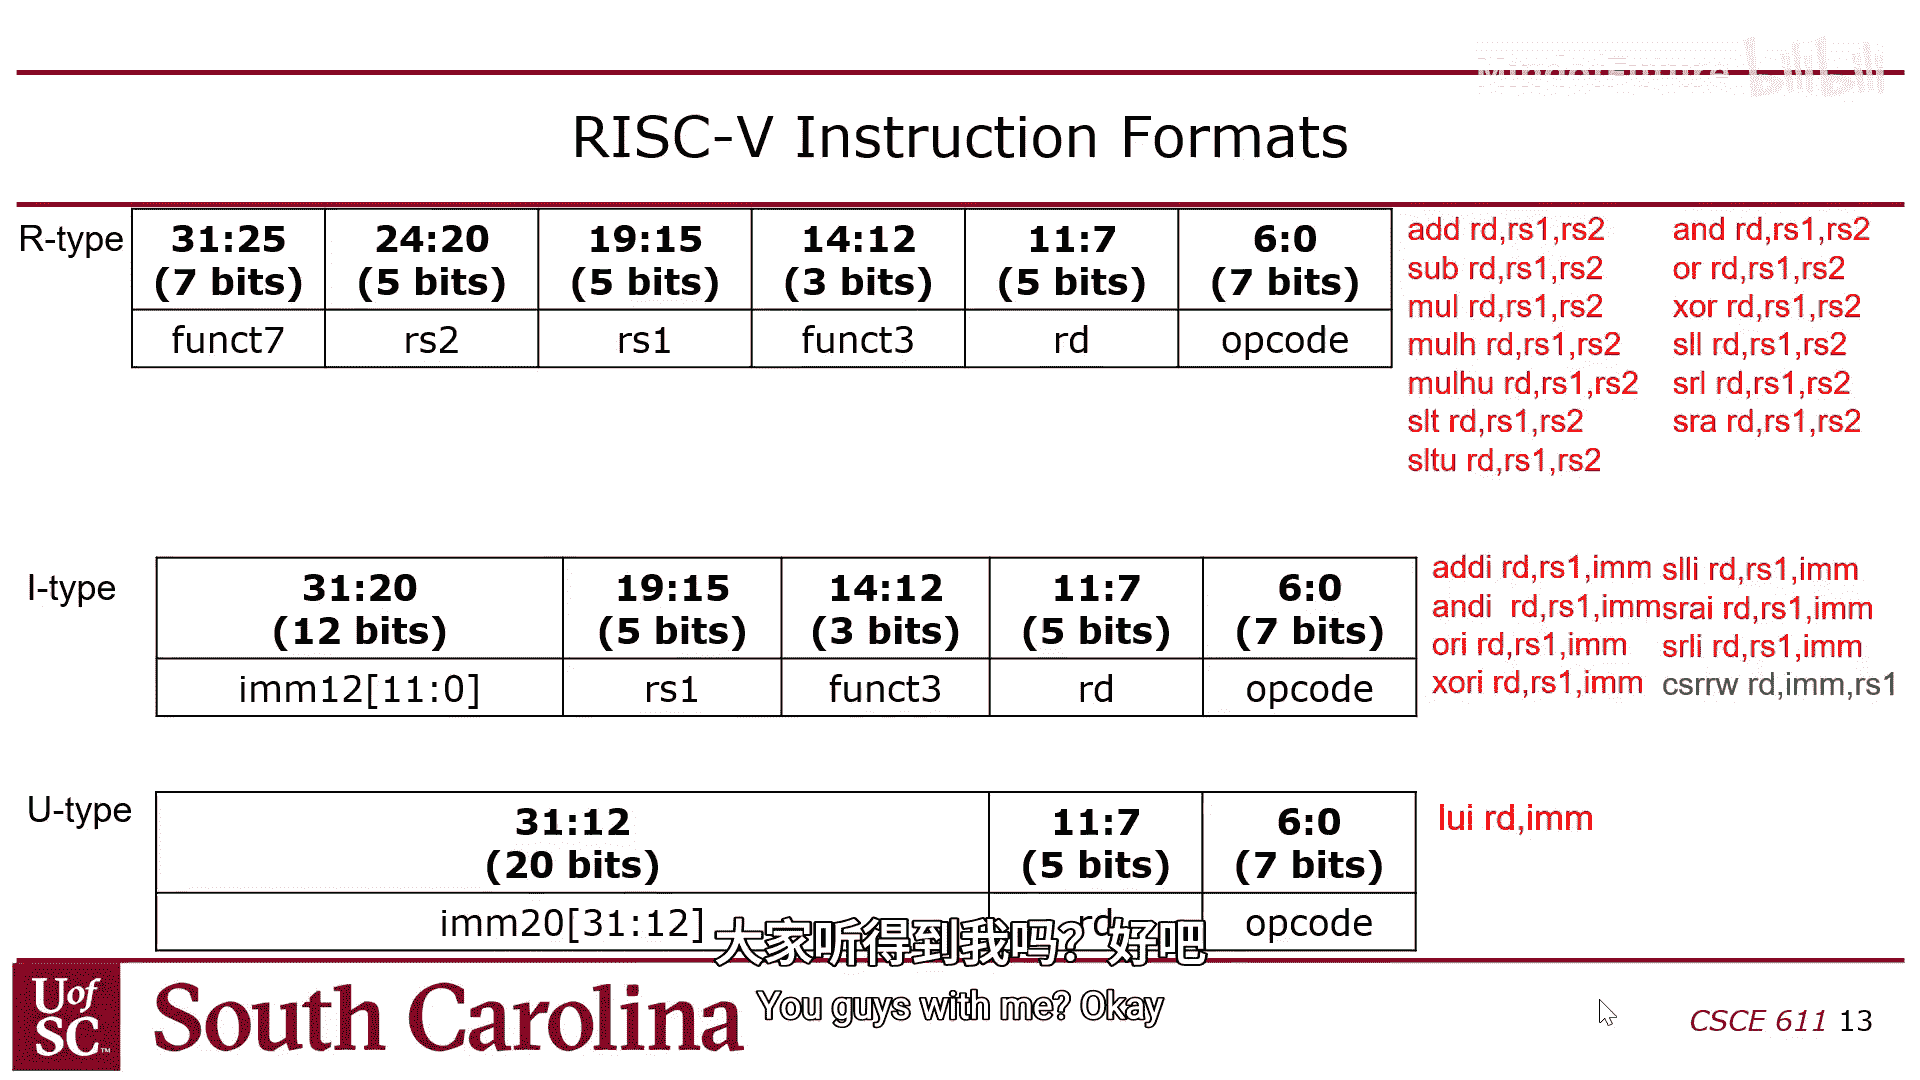 RISC-V Instruction Formats
R-type
31:25 (7 bits) 24:20 (5 bits) 19:15 (5 bits) 14:12 (3 bits) 11:7 (5 bits) 6:0 (7 bits)
funct7 rs2 rs1 funct3 rd opcode
add rd,rs1,rs2
sub rd,rs1,rs2
mul rd,rs1,rs2
mulh rd,rs1,rs2
mulhu rd,rs1,rs2
slt rd,rs1,rs2
sltu rd,rs1,rs2
and rd,rs1,rs2
or rd,rs1,rs2
xor rd,rs1,rs2
sll rd,rs1,rs2
srl rd,rs1,rs2
sra rd,rs1,rs2
I-type
31:20 (12 bits) 19:15 (5 bits) 14:12 (3 bits) 11:7 (5 bits) 6:0 (7 bits)
imm12[11:0] rs1 funct3 rd opcode
addi rd,rs1,imm
andi rd,rs1,imm
ori rd,rs1,imm
xori rd,rs1,imm
slli rd,rs1,imm
srai rd,rs1,imm
srli rd,rs1,imm
csrrw rd,imm,rs1
U-type
31:12 (20 bits) 11:7 (5 bits) 6:0 (7 bits)
imm20[31:12] rd opcode
lui rd,imm
大家听得到我吗？好吧
You guys with me? Okay
UofSC™
South Carolina
CSCE 611 13